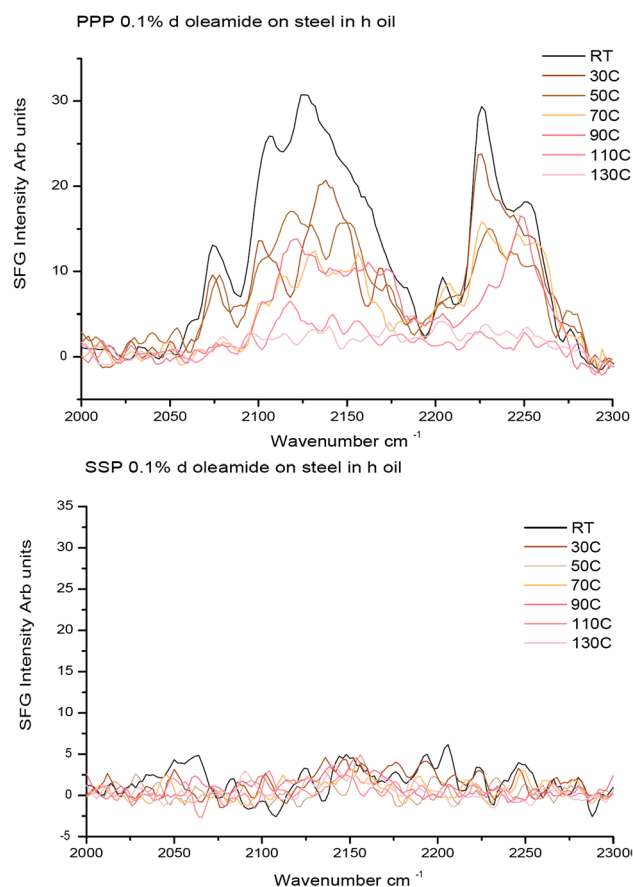 PPP 0.1% d oleamide on steel in h oil
RT
30C
50C
70C
90C
110C
130C
SFG Intensity Arb units
30
20
10
0
2000 2050 2100 2150 2200 2250 2300
Wavenumber cm -1
SSP 0.1% d oleamide on steel in h oil
35
30
25
20
15
10
5
0
-5
SFG Intensity Arb units
RT
30C
50C
70C
90C
110C
130C
2000 2050 2100 2150 2200 2250 2300
Wavenumber cm -1